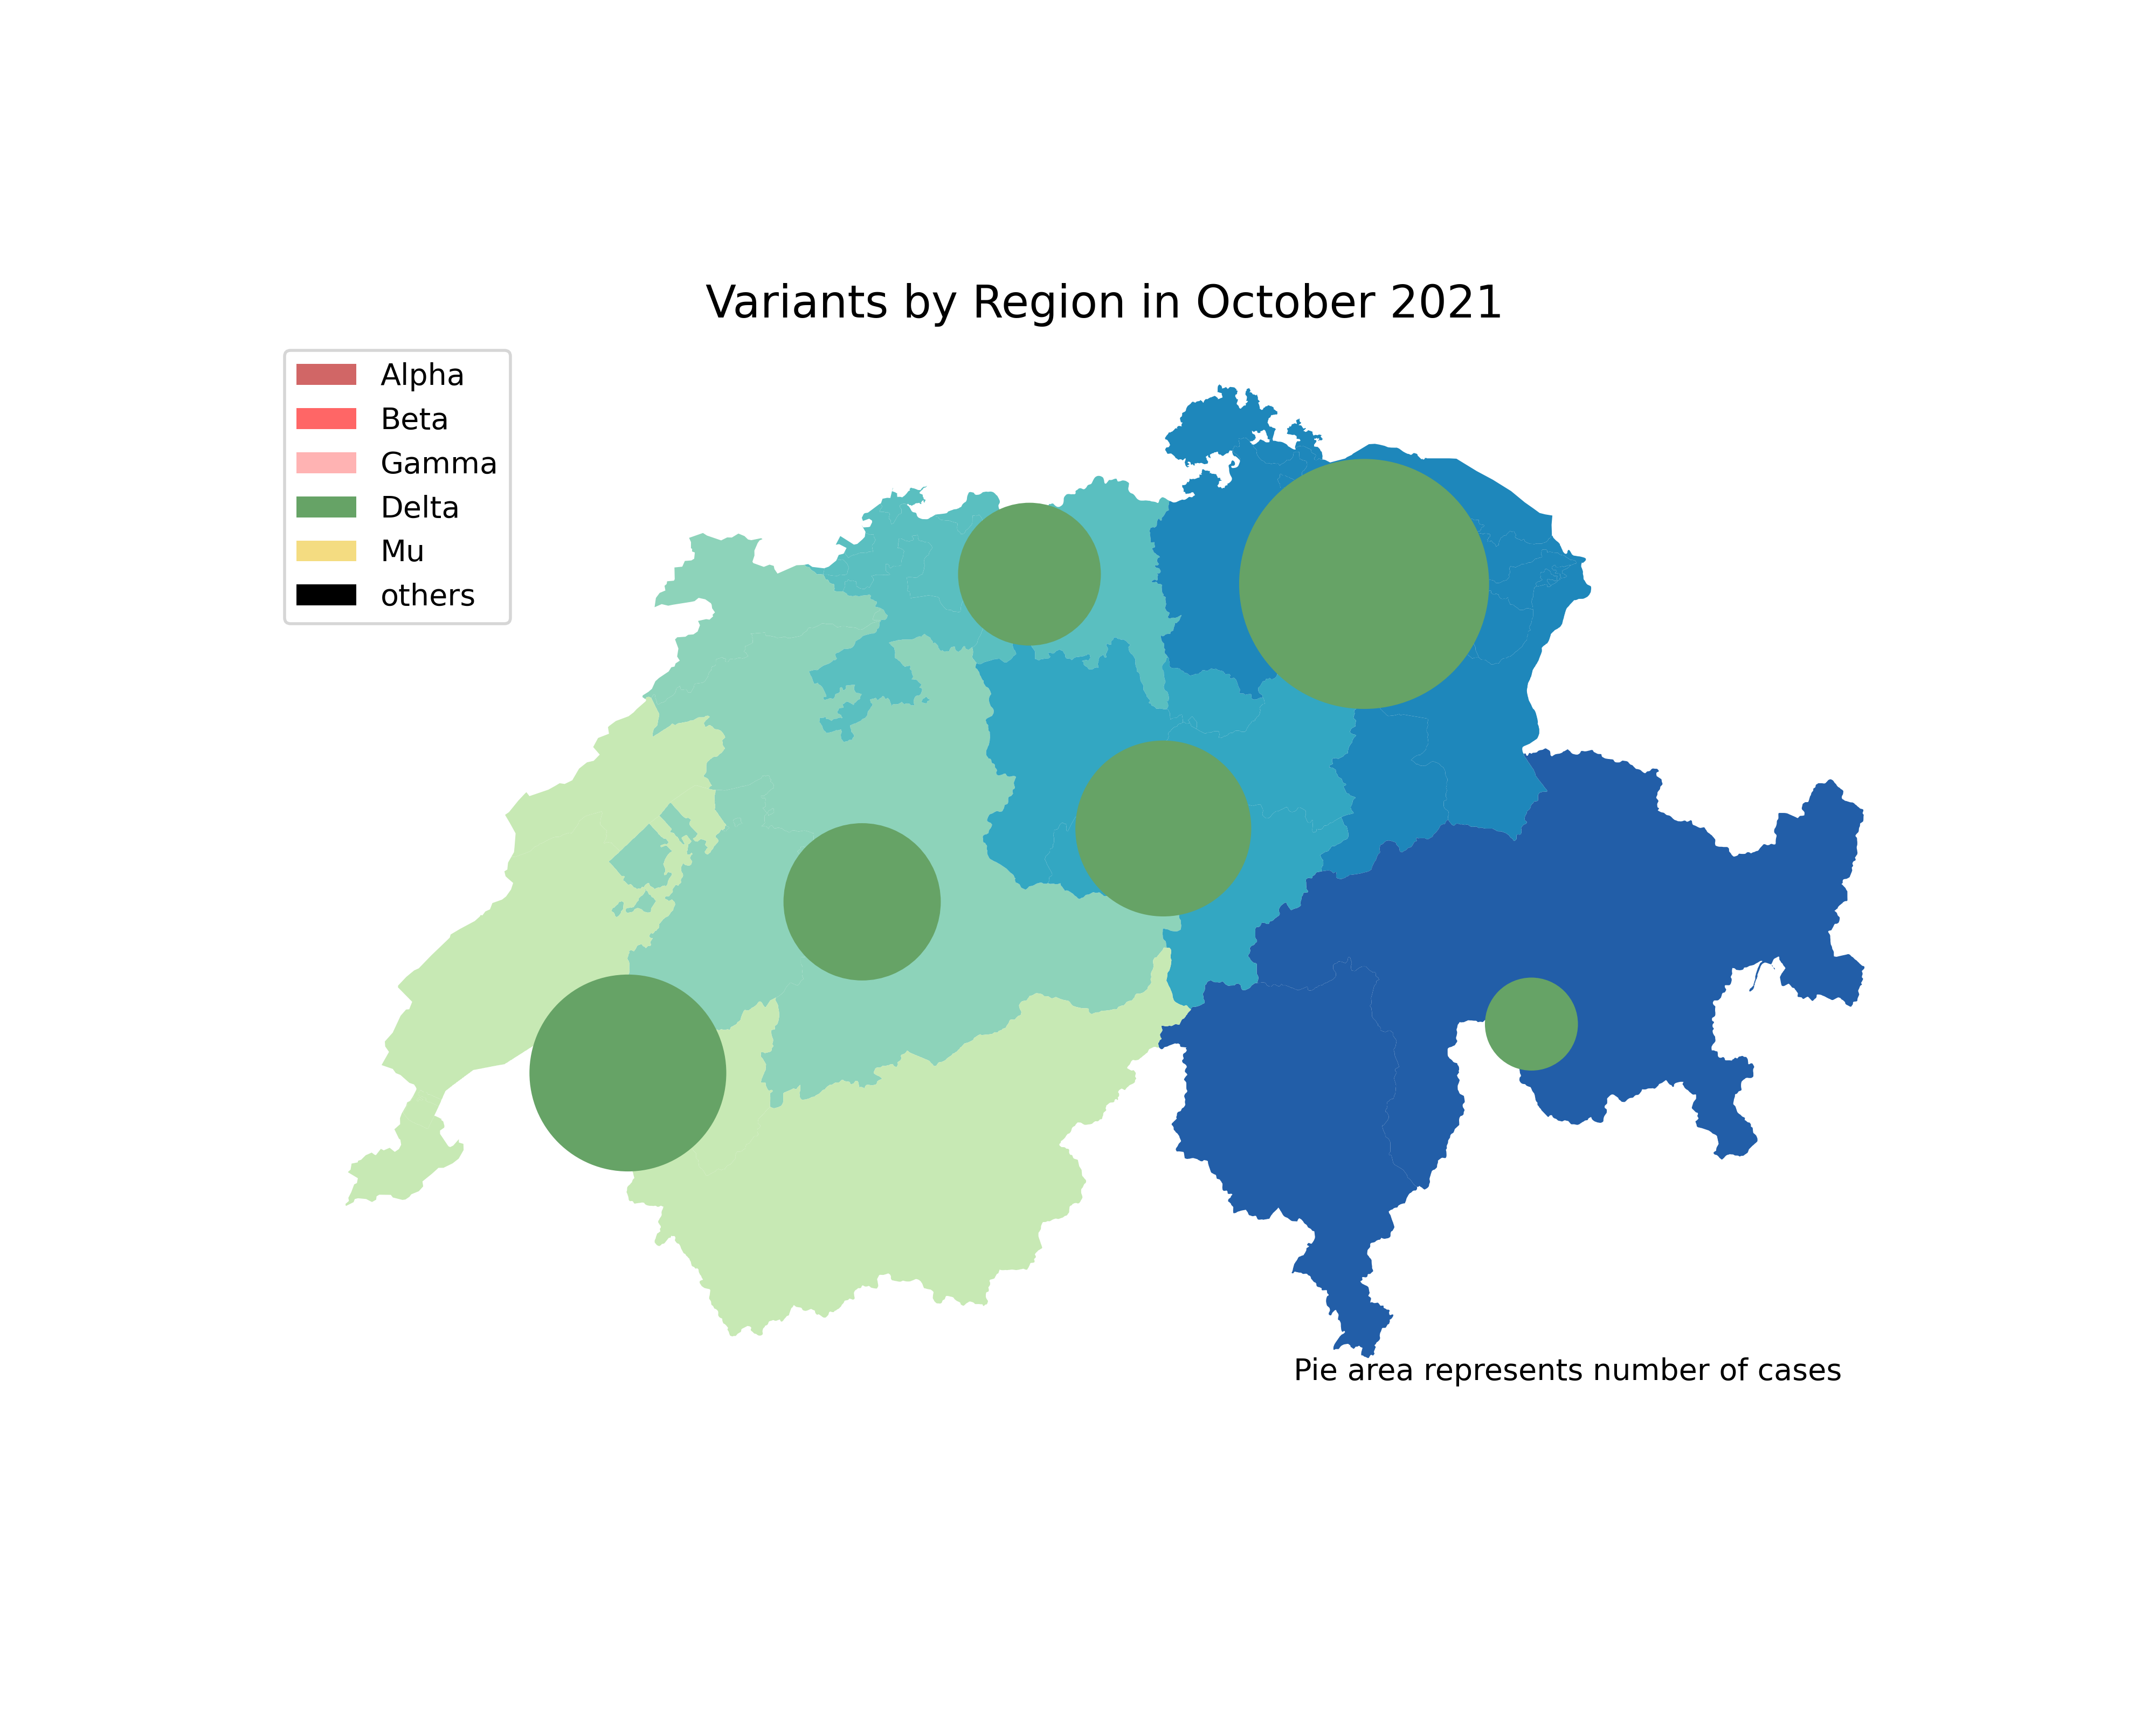 Variants by Region in October 2021
Alpha
Beta
Gamma
Delta
Mu
others
Pie area represents number of cases